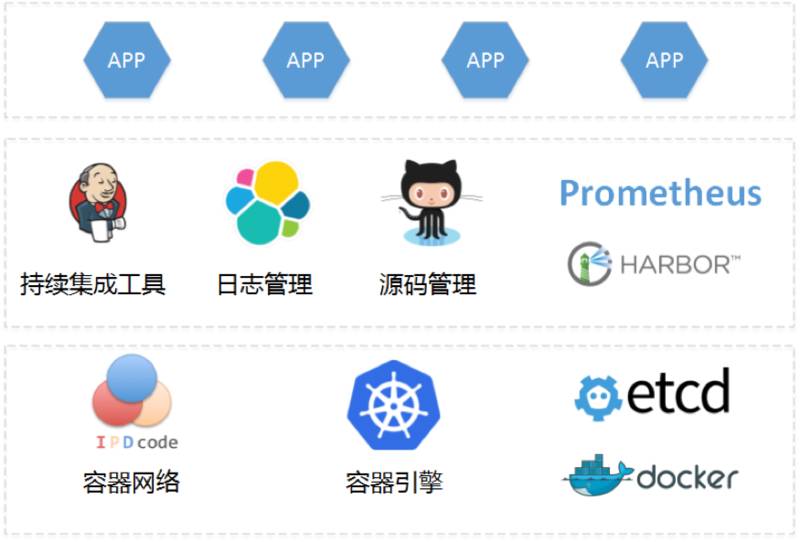 APP APP APP APP
Prometheus
HARBOR™
持续集成工具 日志管理 源码管理
IPDcode
etcd
docker
容器网络 容器引擎